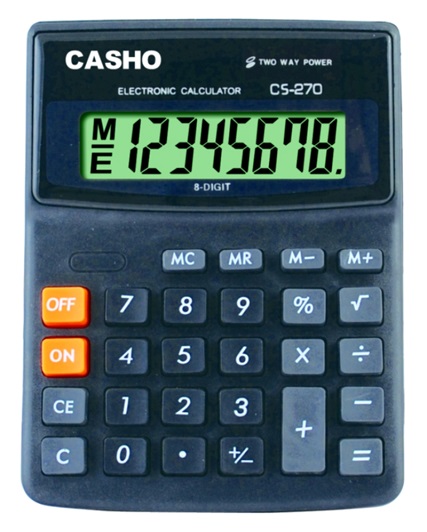 CASHO
TWO WAY POWER
ELECTRONIC CALCULATOR CS-270
M
E 12345678.
8-DIGIT
MC MR M− M+
OFF 7 8 9 % √
ON 4 5 6 X ÷
CE 1 2 3 + −
C 0 • +/− =